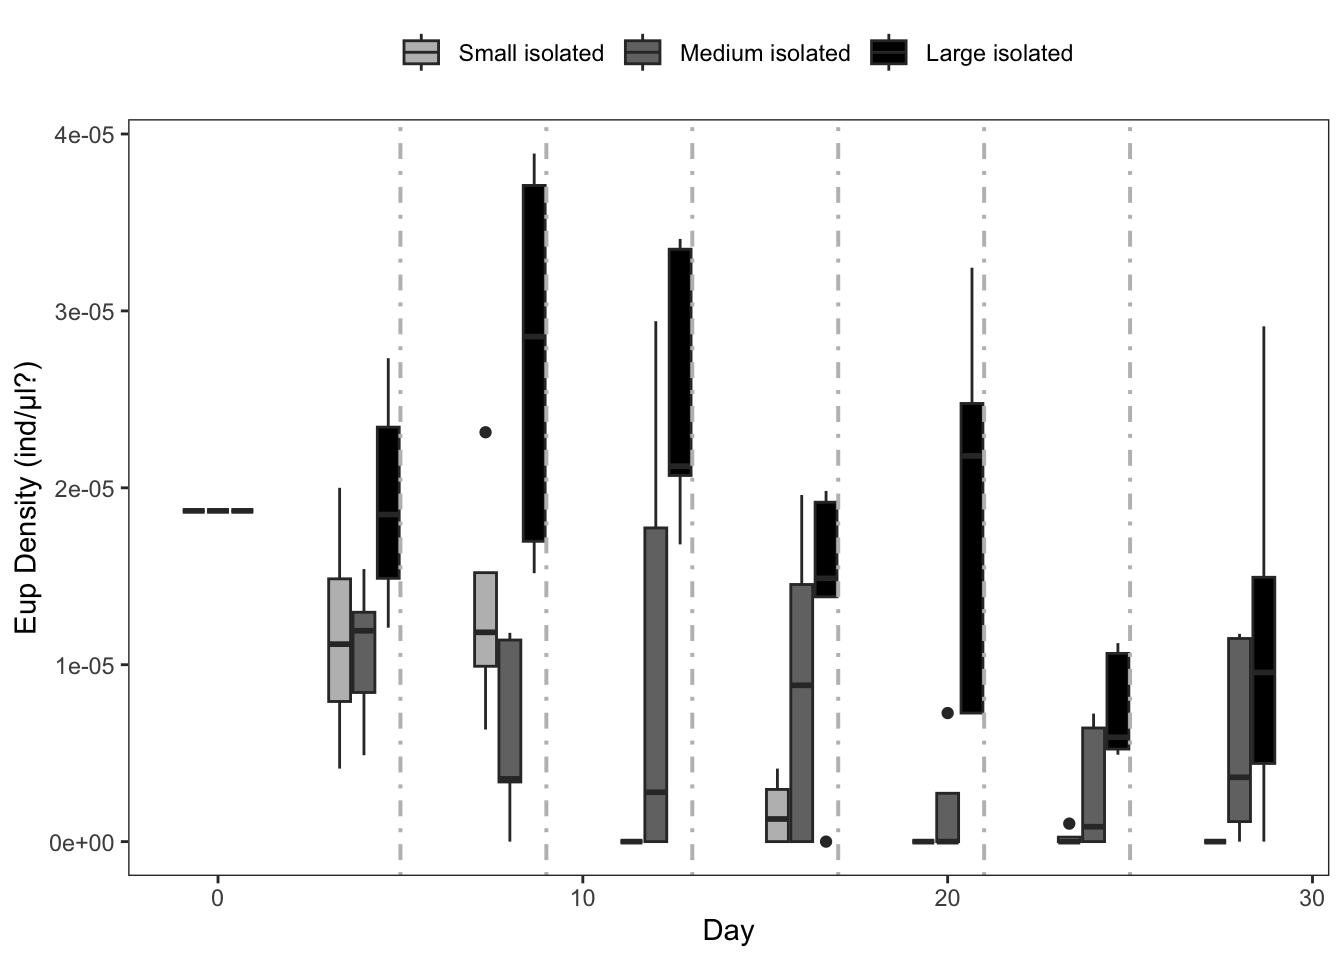 Small isolated Medium isolated Large isolated
4e-05
3e-05
2e-05
1e-05
0e+00
Eup Density (ind/µl?)
0 10 20 30
Day